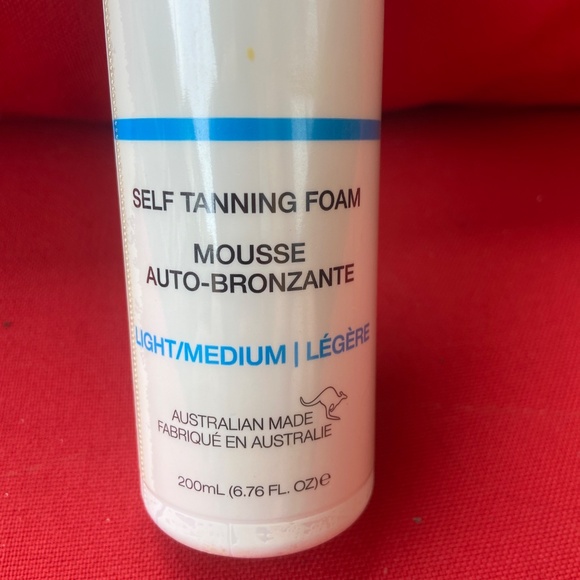 SELF TANNING FOAM
MOUSSE
AUTO-BRONZANTE
LIGHT/MEDIUM | LÉGÈRE
AUSTRALIAN MADE
FABRIQUÉ EN AUSTRALIE
200mL (6.76 FL. OZ) ℮